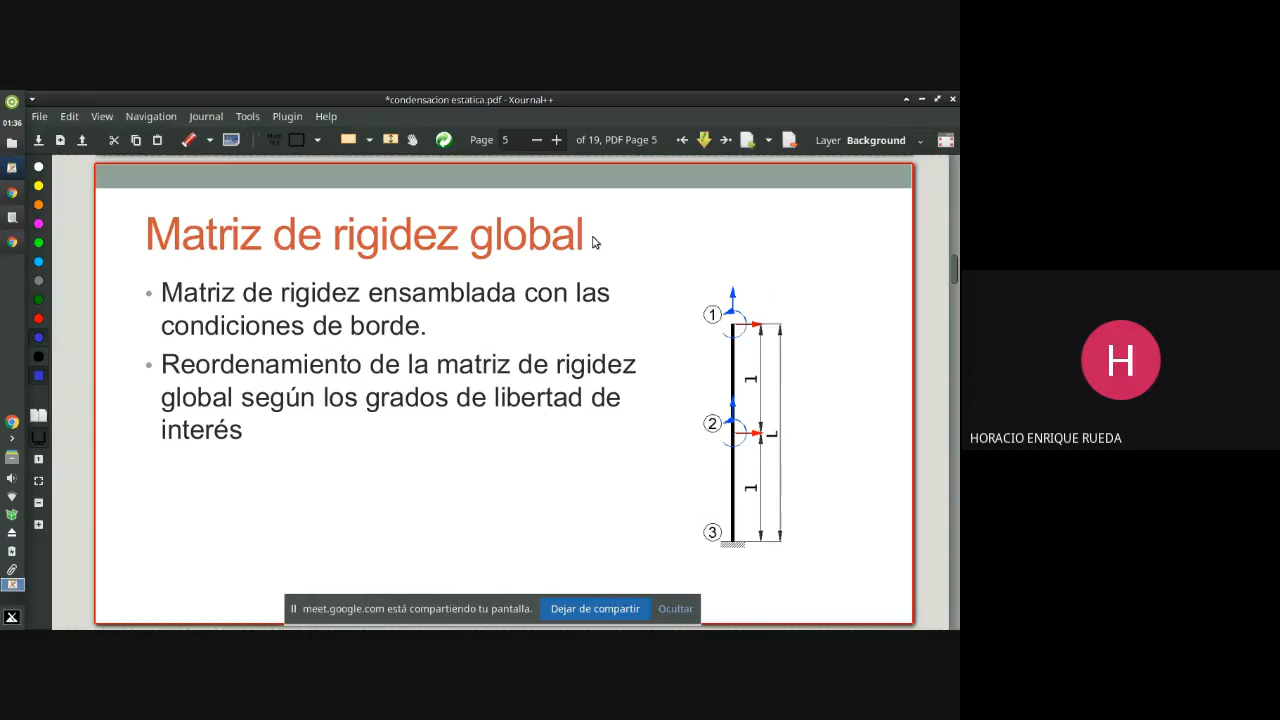 *condensacion estatica.pdf - Xournal++
01:36
File Edit View Navigation Journal Tools Plugin Help
Page 5 of 19, PDF Page 5 Layer Background
Matriz de rigidez global
• Matriz de rigidez ensamblada con las
condiciones de borde.
• Reordenamiento de la matriz de rigidez
global según los grados de libertad de
interés
1
l
2
L
l
3
H
HORACIO ENRIQUE RUEDA
meet.google.com está compartiendo tu pantalla. Dejar de compartir Ocultar